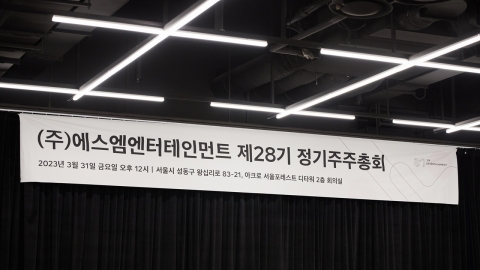 (주)에스엠엔터테인먼트 제28기 정기주주총회
2023년 3월 31일 금요일 오후 12시 | 서울시 성동구 왕십리로 83-21, 아크로 서울포레스트 디타워 2층 회의실